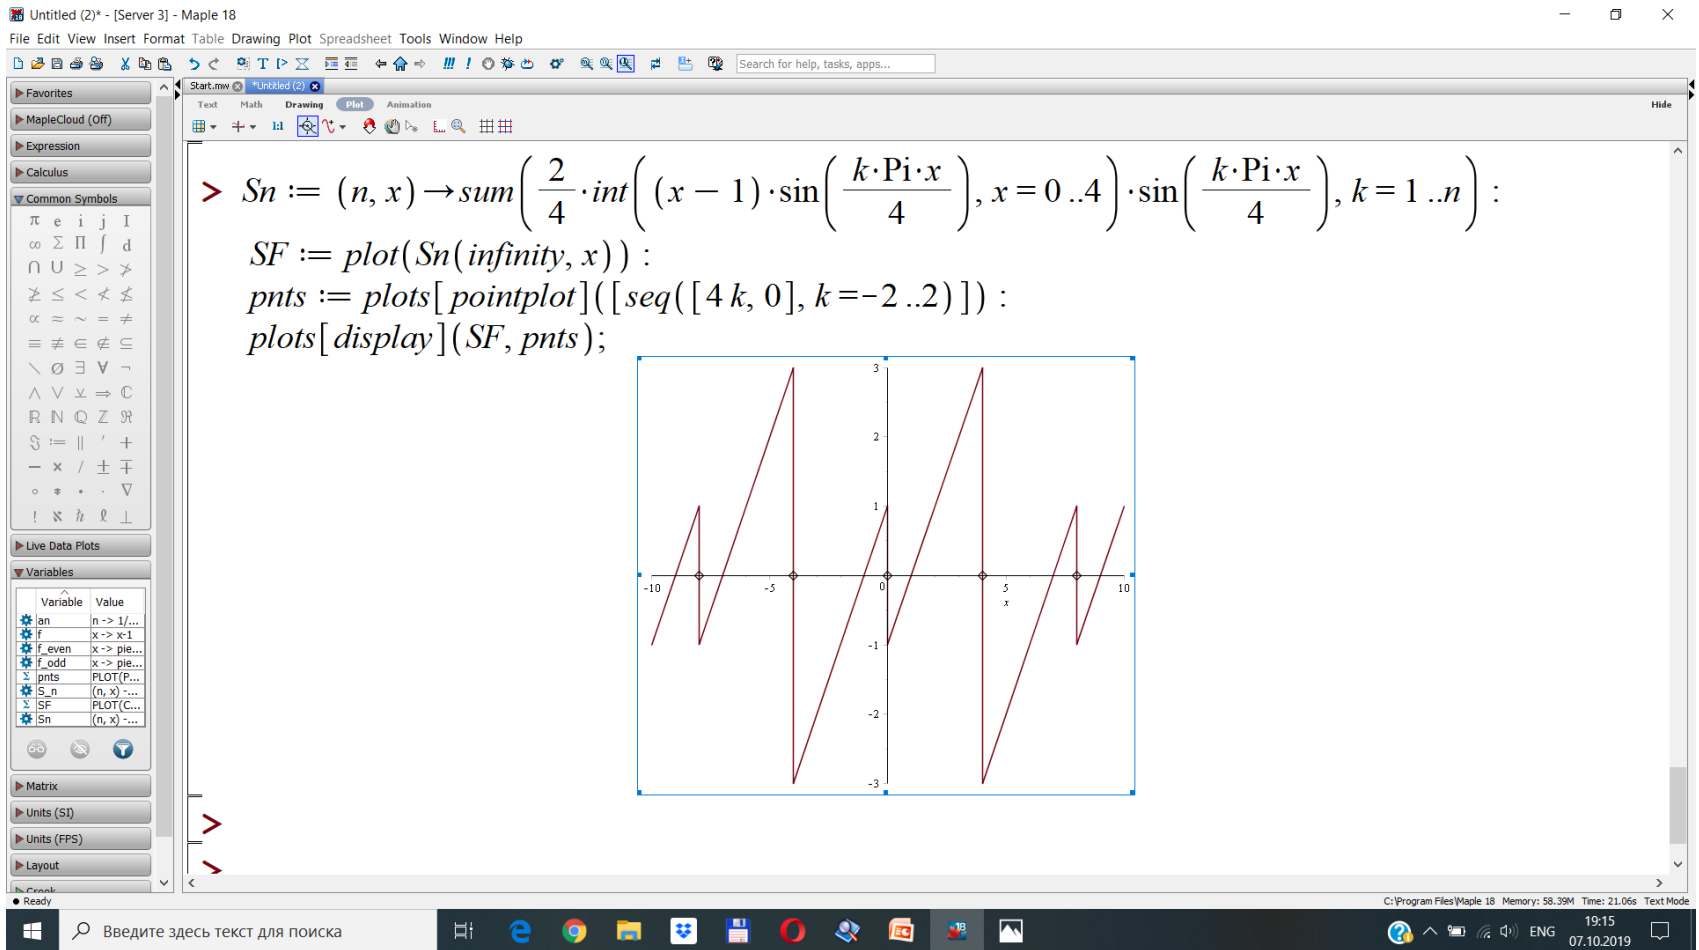 Untitled (2)* - [Server 3] - Maple 18
File Edit View Insert Format Table Drawing Plot Spreadsheet Tools Window Help
Search for help, tasks, apps...
Favorites
MapleCloud (Off)
Expression
Calculus
Common Symbols
π e i j I
∞ Σ Π ∫ d
∩ ∪ ≥ > ≯
≱ ≤ < ≮ ≰
∝ ≈ ~ = ≠
≡ ≢ ∈ ∉ ⊆
\ Ø ∃ ∀ ¬
∧ ∨ ⊻ ⇒ ℂ
ℝ ℕ ℚ ℤ ℜ
ℑ := || ′ +
− × / ± ∓
∘ • · ∇
! ℵ ℏ ℓ ⊥
Live Data Plots
Variables
Variable Value
an n -> 1/...
f x -> x-1
f_even x -> pie...
f_odd x -> pie...
pnts PLOT(P...
S_n (n, x) -...
SF PLOT(C...
Sn (n, x) -...
Matrix
Units (SI)
Units (FPS)
Layout
Start.mw *Untitled (2)
Text Math Drawing Plot Animation
Hide
1:1
> Sn := (n, x)→sum(2/4·int((x − 1)·sin(k·Pi·x/4), x = 0 ..4)·sin(k·Pi·x/4), k = 1 ..n) :
SF := plot(Sn(infinity, x)) :
pnts := plots[pointplot]([seq([4 k, 0], k =−2 ..2)]) :
plots[display](SF, pnts);
3
2
1
-10 -5 0 5 10
x
-1
-2
-3
>
>
Ready
C:\Program Files\Maple 18 Memory: 58.39M Time: 21.06s Text Mode
Введите здесь текст для поиска
18
ENG
19:15
07.10.2019